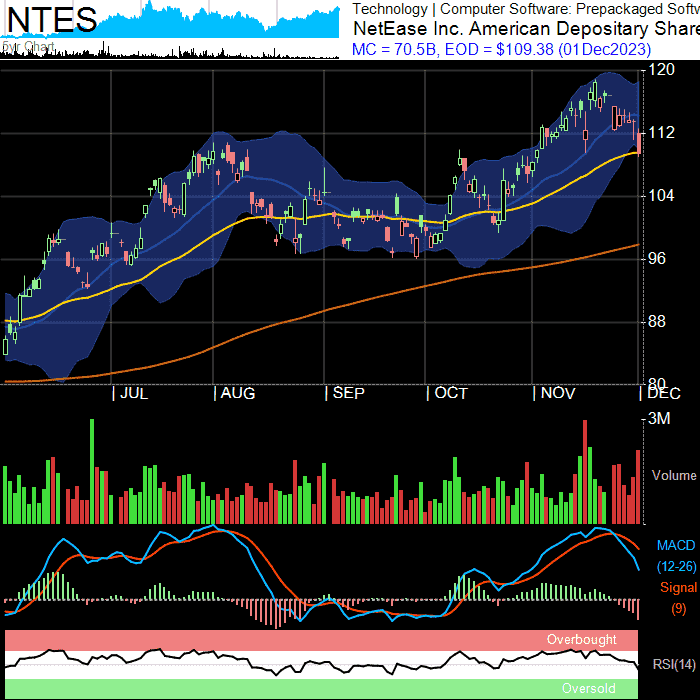 NTES
5yr Chart
Technology | Computer Software: Prepackaged Softw
NetEase Inc. American Depositary Share
MC = 70.5B, EOD = $109.38 (01Dec2023)
120
112
104
96
88
80
JUL AUG SEP OCT NOV DEC
3M
Volume
MACD
(12-26)
Signal
(9)
Overbought
RSI(14)
Oversold